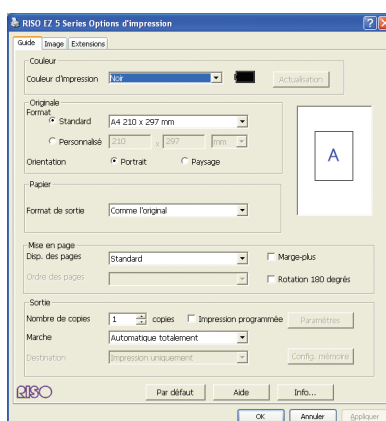 RISO EZ 5 Series Options d'impression
Guide Image Extensions
Couleur
Couleur d'impression Noir Actualisation
Originale
Format
Standard A4 210 x 297 mm
Personnalisé 210 x 297 mm
Orientation Portrait Paysage
A
Papier
Format de sortie Comme l'original
Mise en page
Disp. des pages Standard Marge-plus
Ordre des pages Rotation 180 degrés
Sortie
Nombre de copies 1 copies Impression programmée Paramètres
Marche Automatique totalement
Destination Impression uniquement Config. mémoire
RISO Par défaut Aide Info...
OK Annuler Appliquer